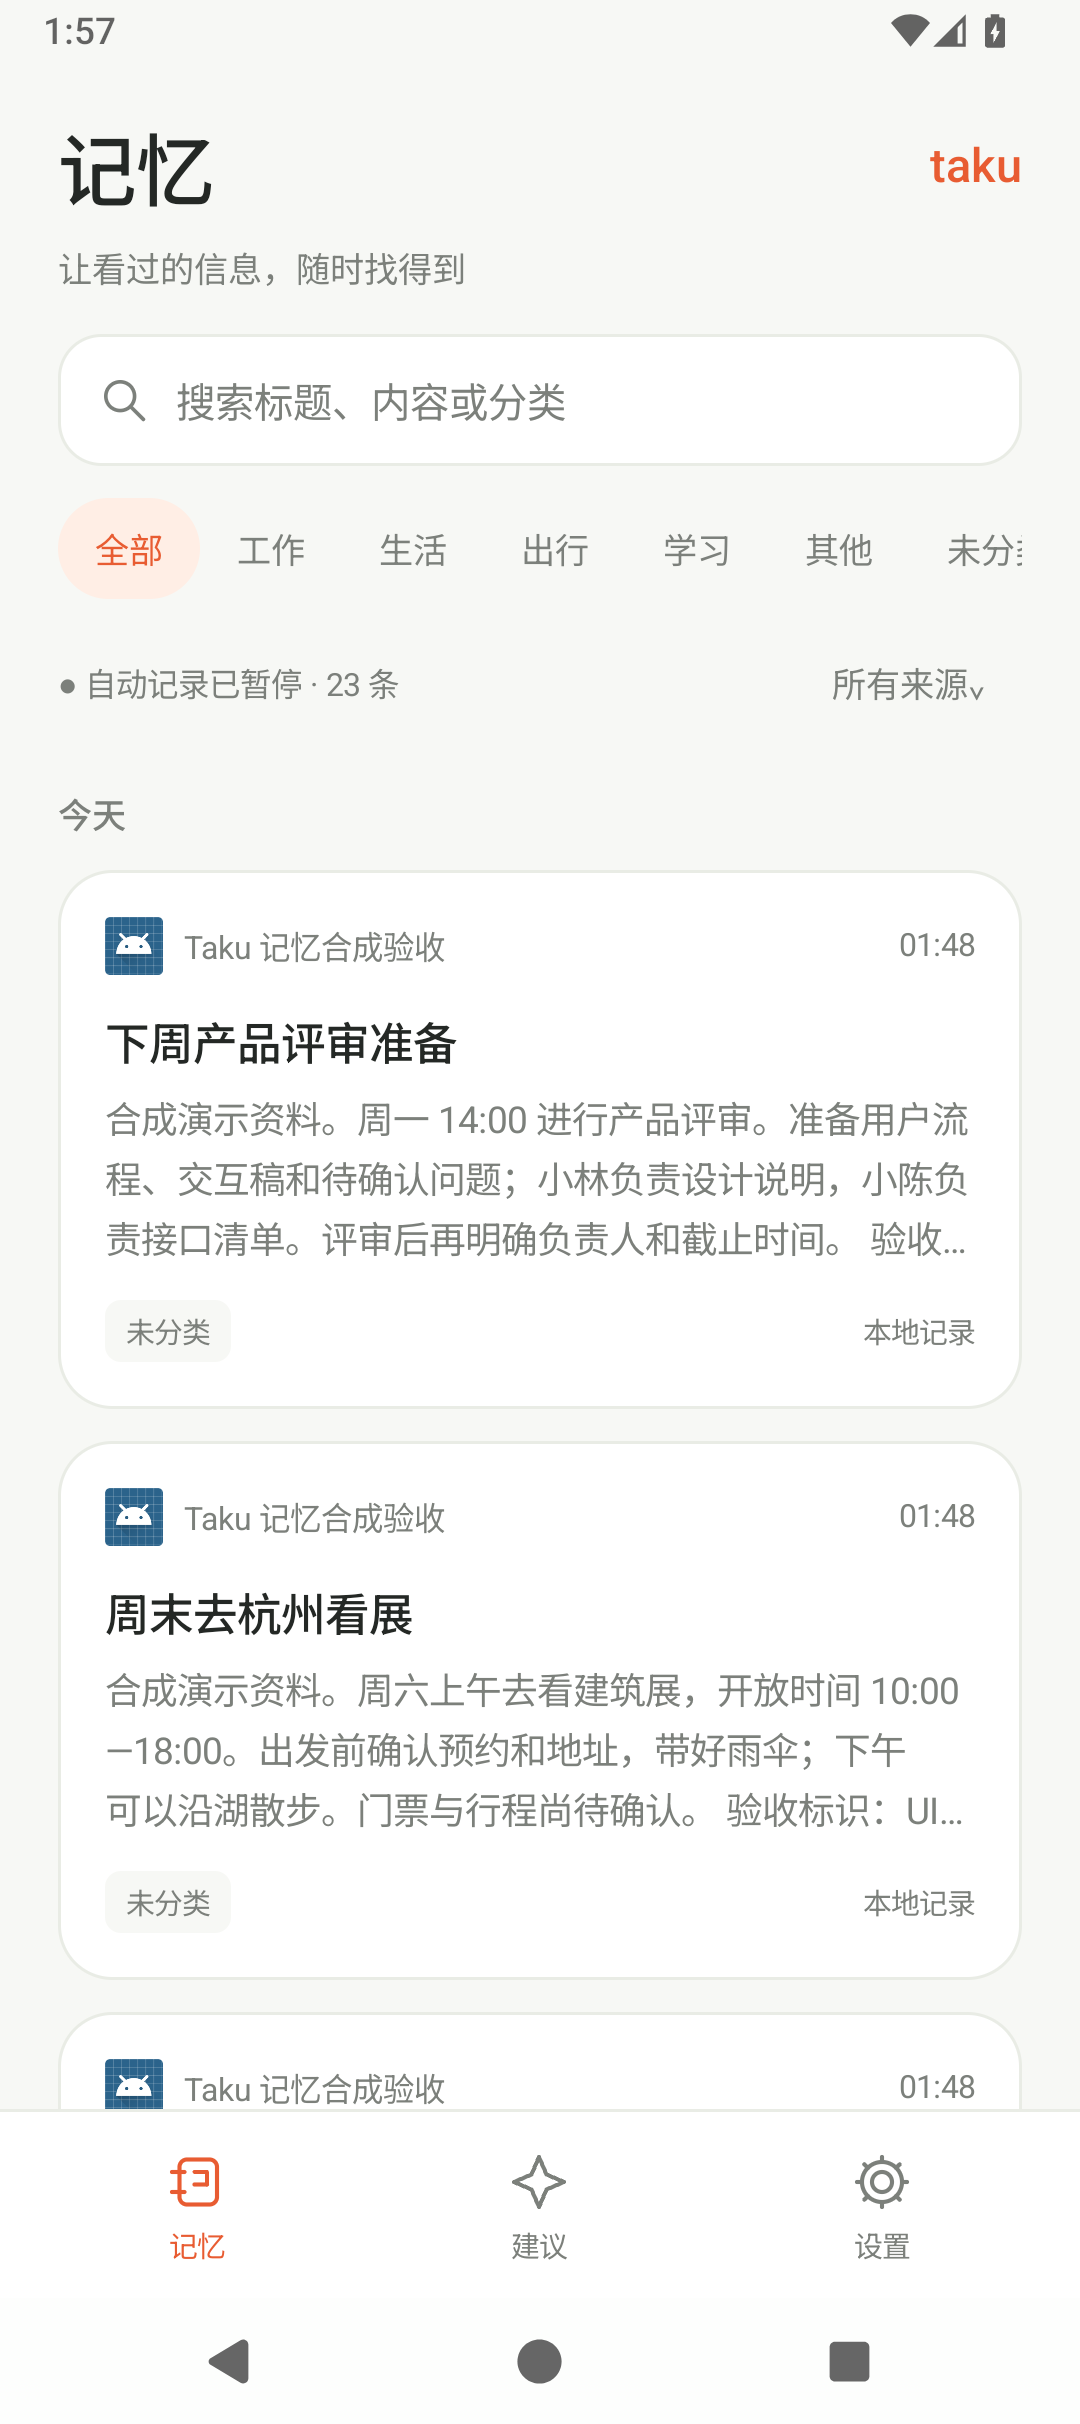 1:57
记忆
taku
让看过的信息，随时找得到
搜索标题、内容或分类
全部 工作 生活 出行 学习 其他 未分
自动记录已暂停 · 23 条
所有来源
今天
Taku 记忆合成验收
01:48
下周产品评审准备
合成演示资料。周一 14:00 进行产品评审。准备用户流
程、交互稿和待确认问题；小林负责设计说明，小陈负
责接口清单。评审后再明确负责人和截止时间。 验收...
未分类
本地记录
Taku 记忆合成验收
01:48
周末去杭州看展
合成演示资料。周六上午去看建筑展，开放时间 10:00
–18:00。出发前确认预约和地址，带好雨伞；下午
可以沿湖散步。门票与行程尚待确认。 验收标识：UI...
未分类
本地记录
Taku 记忆合成验收
01:48
记忆
建议
设置